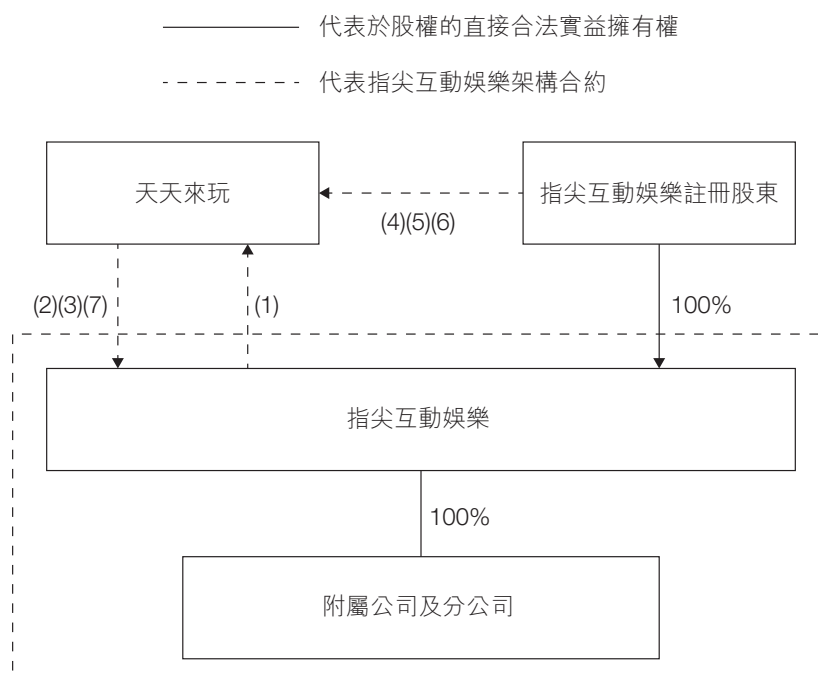 代表於股權的直接合法實益擁有權
代表指尖互動娛樂架構合約
天天來玩
指尖互動娛樂註冊股東
(4)(5)(6)
(2)(3)(7)
(1)
100%
指尖互動娛樂
100%
附屬公司及分公司